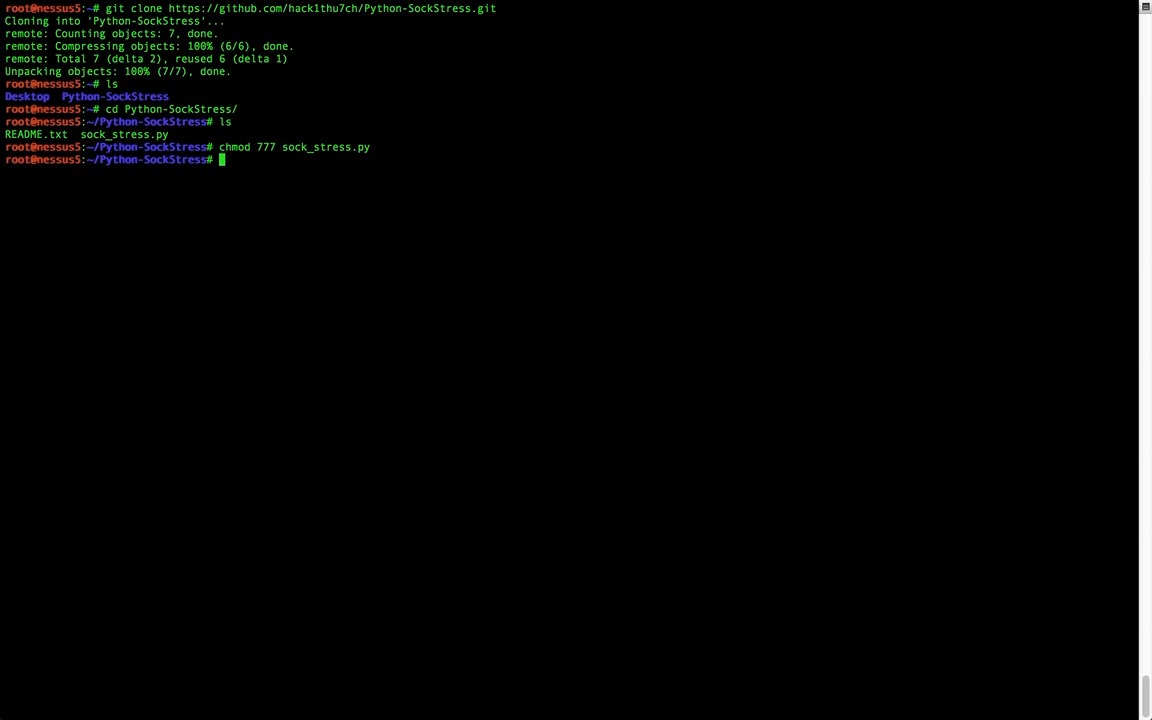 root@nessus5:~# git clone https://github.com/hack1thu7ch/Python-SockStress.git
Cloning into 'Python-SockStress'...
remote: Counting objects: 7, done.
remote: Compressing objects: 100% (6/6), done.
remote: Total 7 (delta 2), reused 6 (delta 1)
Unpacking objects: 100% (7/7), done.
root@nessus5:~# ls
Desktop  Python-SockStress
root@nessus5:~# cd Python-SockStress/
root@nessus5:~/Python-SockStress# ls
README.txt  sock_stress.py
root@nessus5:~/Python-SockStress# chmod 777 sock_stress.py
root@nessus5:~/Python-SockStress#